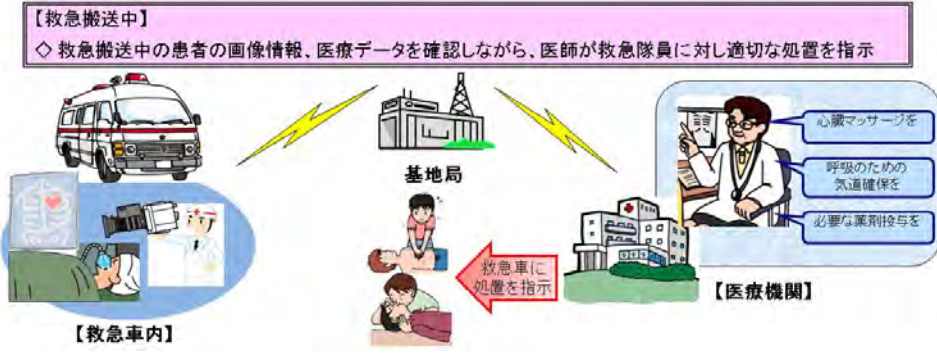 【救急搬送中】
◇ 救急搬送中の患者の画像情報、医療データを確認しながら、医師が救急隊員に対し適切な処置を指示
基地局
心臓マッサージを
呼吸のための
気道確保を
必要な薬剤投与を
救急車に
処置を指示
【医療機関】
【救急車内】